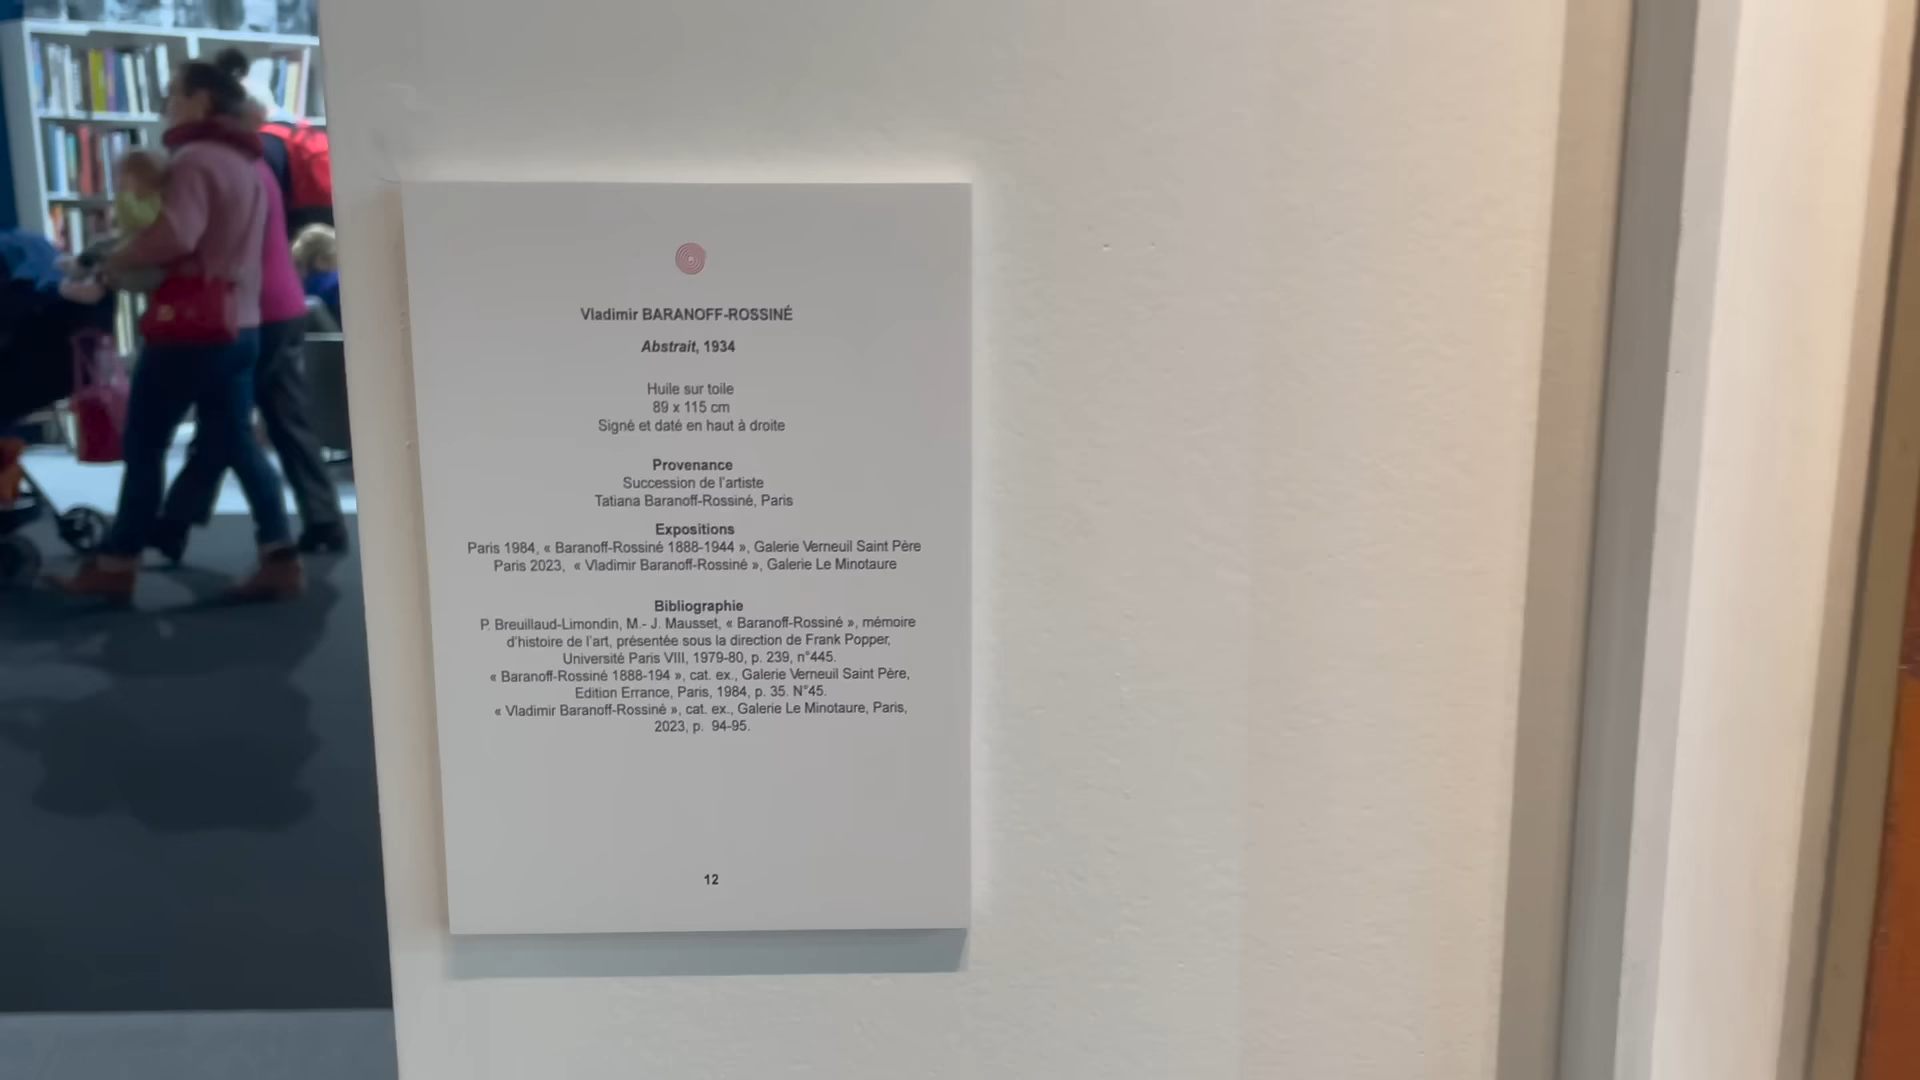 Vladimir BARANOFF-ROSSINÉ
Abstrait, 1934
Huile sur toile
89 x 115 cm
Signé et daté en haut à droite
Provenance
Succession de l'artiste
Tatiana Baranoff-Rossiné, Paris
Expositions
Paris 1984, « Baranoff-Rossiné 1888-1944 », Galerie Verneuil Saint Père
Paris 2023, « Vladimir Baranoff-Rossiné », Galerie Le Minotaure
Bibliographie
P. Breuillaud-Limondin, M.- J. Mausset, « Baranoff-Rossiné », mémoire
d'histoire de l'art, présentée sous la direction de Frank Popper,
Université Paris VIII, 1979-80, p. 239, n°445.
« Baranoff-Rossiné 1888-194 », cat. ex., Galerie Verneuil Saint Père,
Edition Errance, Paris, 1984, p. 35. N°45.
« Vladimir Baranoff-Rossiné », cat. ex., Galerie Le Minotaure, Paris,
2023, p. 94-95.
12